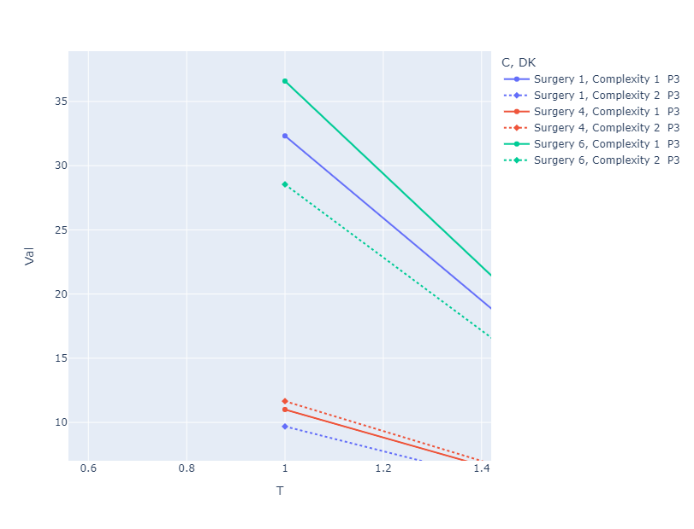 C, DK
Surgery 1, Complexity 1 P3
Surgery 1, Complexity 2 P3
Surgery 4, Complexity 1 P3
Surgery 4, Complexity 2 P3
Surgery 6, Complexity 1 P3
Surgery 6, Complexity 2 P3
35
30
25
20
15
10
Val
0.6 0.8 1 1.2 1.4
T